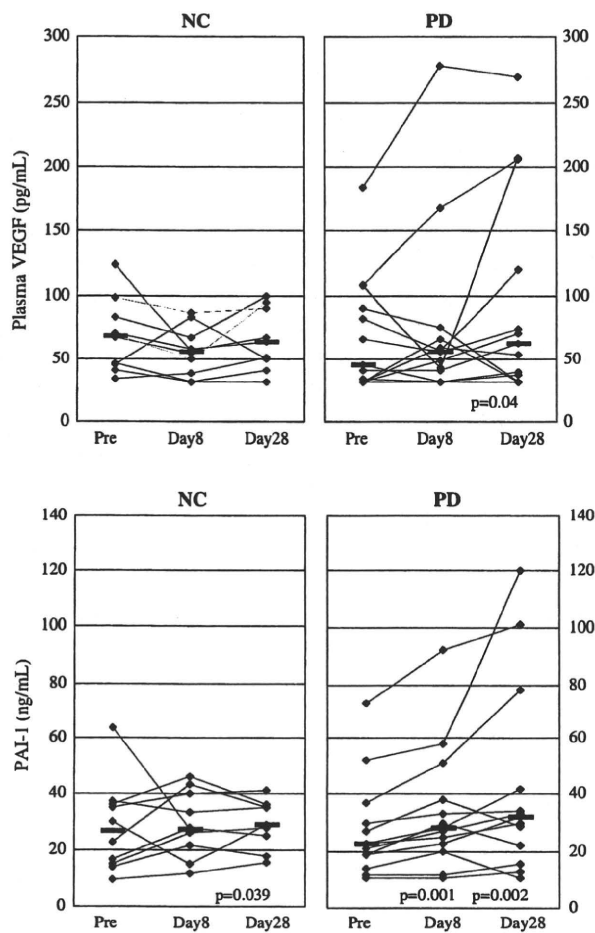 NC PD
300 300
250 250
200 200
150 150
100 100
50 50
0 0
Plasma VEGF (pg/mL)
p=0.04
Pre Day8 Day28 Pre Day8 Day28
NC PD
140 140
120 120
100 100
80 80
60 60
40 40
20 20
0 0
PAI-1 (ng/mL)
p=0.039 p=0.001 p=0.002
Pre Day8 Day28 Pre Day8 Day28